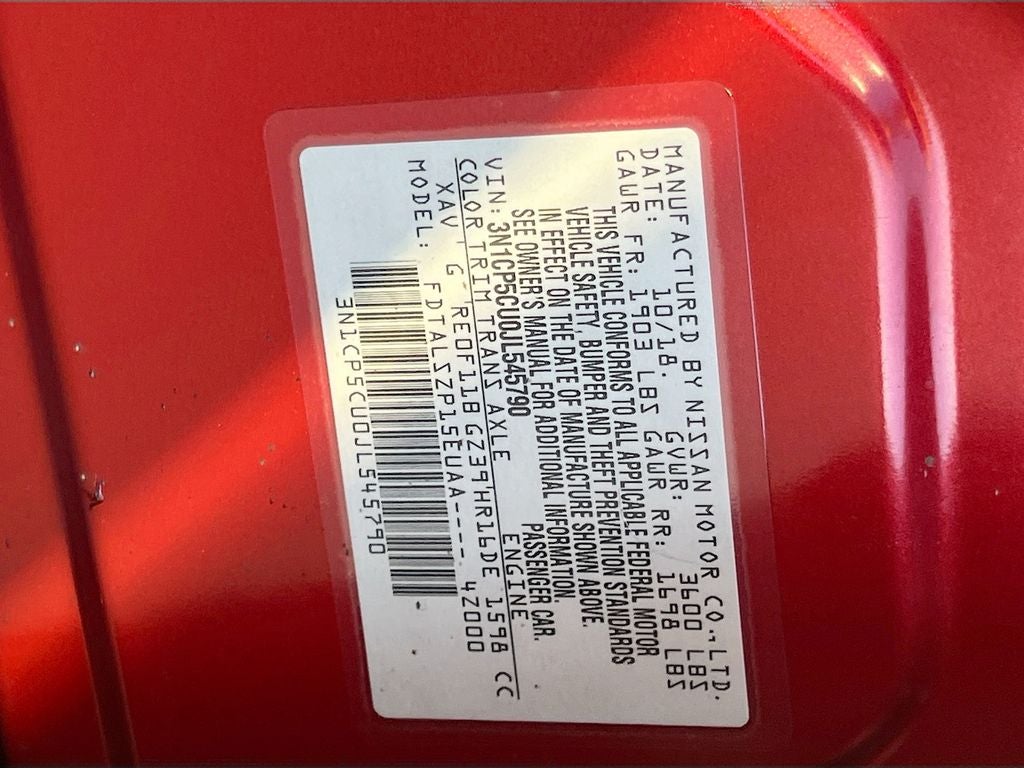 MANUFACTURED BY NISSAN MOTOR CO.,LTD.
DATE: 10/18. GVWR: 3600 LBS
GAWR FR: 1903 LBS GAWR RR: 1698 LBS
THIS VEHICLE CONFORMS TO ALL APPLICABLE FEDERAL MOTOR
VEHICLE SAFETY, BUMPER AND THEFT PREVENTION STANDARDS
IN EFFECT ON THE DATE OF MANUFACTURE SHOWN ABOVE.
SEE OWNER'S MANUAL FOR ADDITIONAL INFORMATION.
VIN: 3N1CP5CU0JL545790 PASSENGER CAR.
COLOR TRIM TRANS AXLE ENGINE
XAV G RE0F11B GZ39 HR16DE 1598 CC
MODEL: FDTALSZP15EUAA---- 4Z000
3N1CP5CU0JL545790